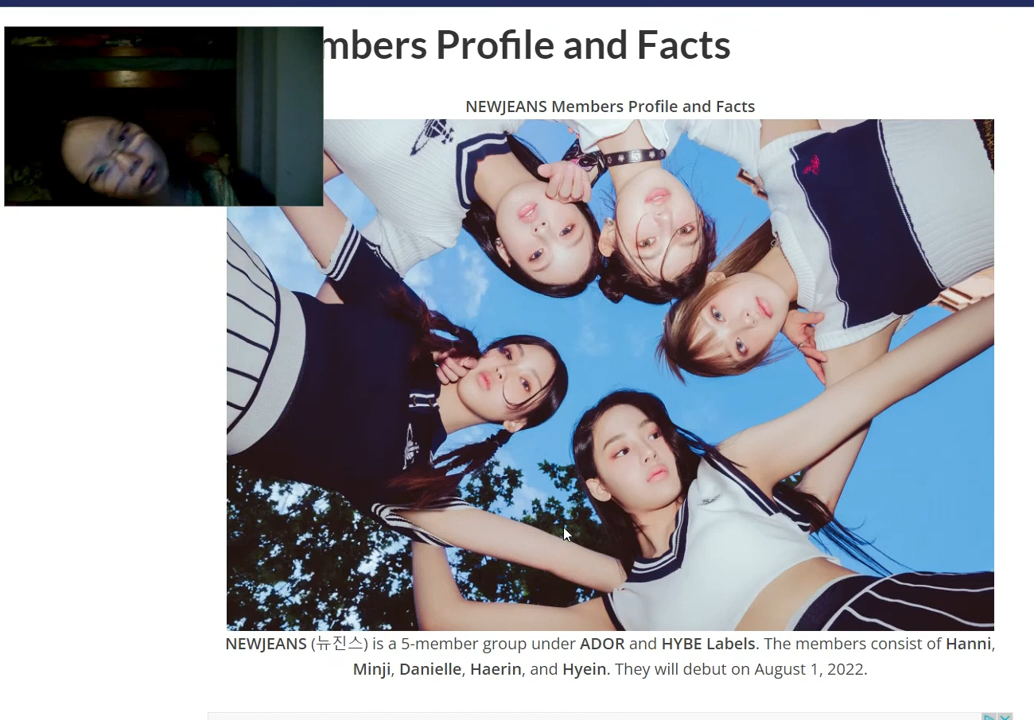 mbers Profile and Facts
NEWJEANS Members Profile and Facts
NEWJEANS (뉴진스) is a 5-member group under ADOR and HYBE Labels. The members consist of Hanni,
Minji, Danielle, Haerin, and Hyein. They will debut on August 1, 2022.